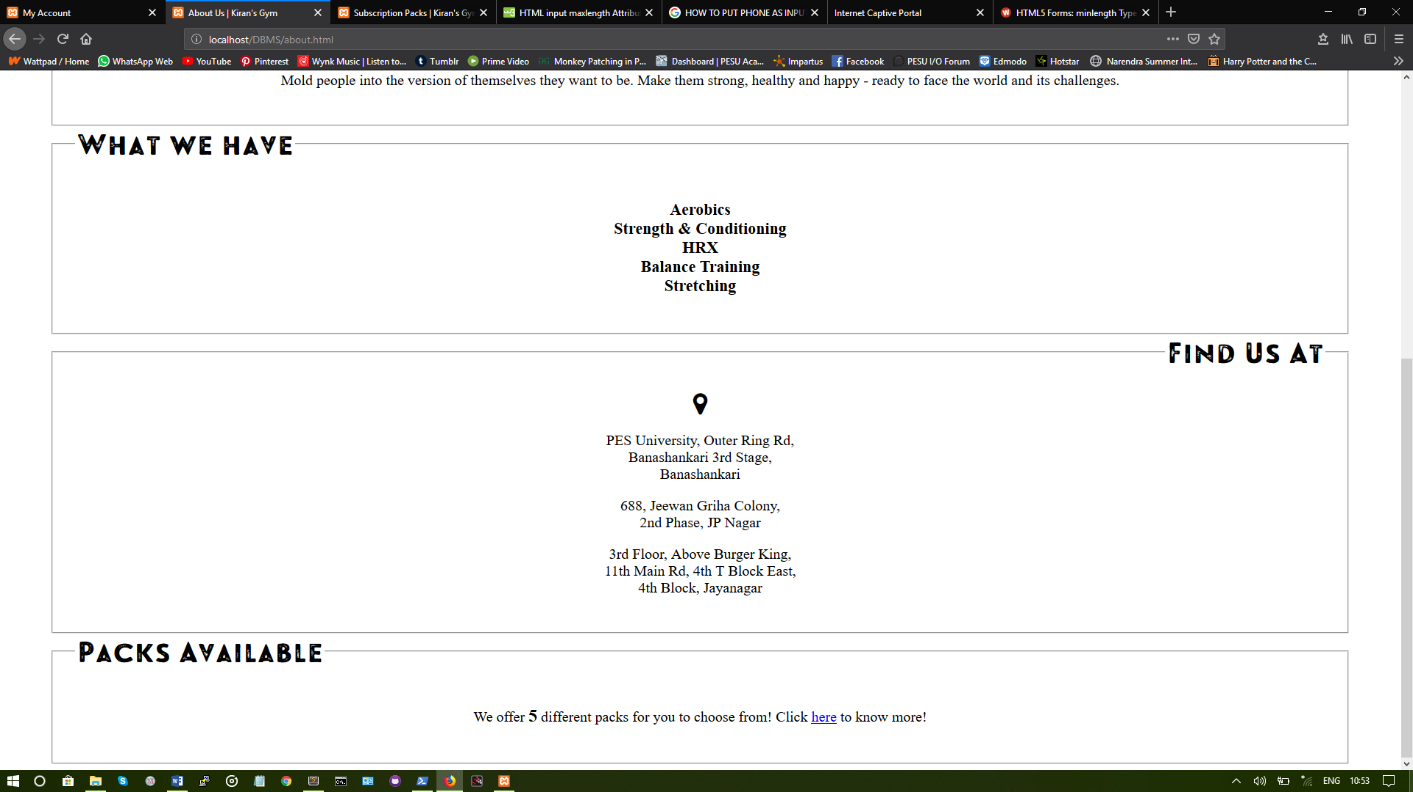 My Account
About Us | Kiran's Gym
Subscription Packs | Kiran's Gy
HTML input maxlength Attribu
HOW TO PUT PHONE AS INPU
Internet Captive Portal
HTML5 Forms: minlength Type
localhost/DBMS/about.html
Wattpad / Home
WhatsApp Web
YouTube
Pinterest
Wynk Music | Listen to...
Tumblr
Prime Video
Monkey Patching in P...
Dashboard | PESU Aca...
Impartus
Facebook
PESU I/O Forum
Edmodo
Hotstar
Narendra Summer Int...
Harry Potter and the C...
Mold people into the version of themselves they want to be. Make them strong, healthy and happy - ready to face the world and its challenges.
What we have
Aerobics
Strength & Conditioning
HRX
Balance Training
Stretching
Find Us At
PES University, Outer Ring Rd,
Banashankari 3rd Stage,
Banashankari
688, Jeewan Griha Colony,
2nd Phase, JP Nagar
3rd Floor, Above Burger King,
11th Main Rd, 4th T Block East,
4th Block, Jayanagar
Packs Available
We offer 5 different packs for you to choose from! Click here to know more!
ENG
10:53